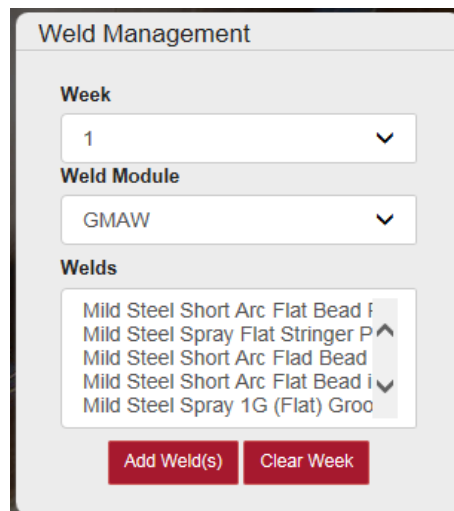 Weld Management
Week
1
Weld Module
GMAW
Welds
Mild Steel Short Arc Flat Bead
Mild Steel Spray Flat Stringer P
Mild Steel Short Arc Flad Bead
Mild Steel Short Arc Flat Bead i
Mild Steel Spray 1G (Flat) Groo
Add Weld(s) Clear Week